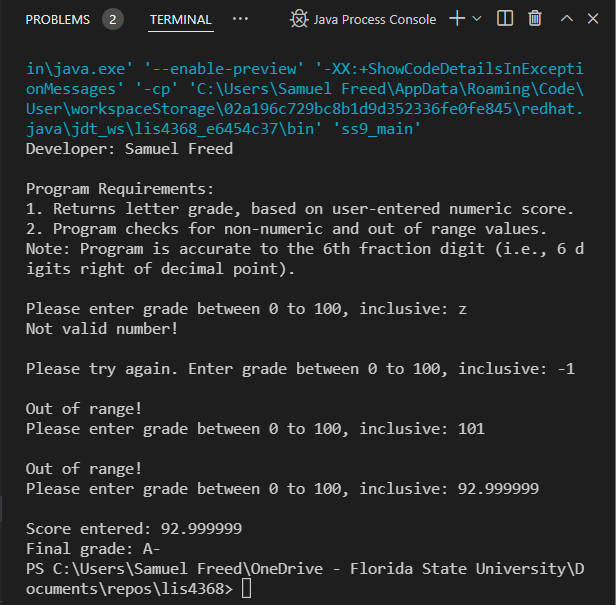 PROBLEMS 2 TERMINAL ··· Java Process Console
in\java.exe' '--enable-preview' '-XX:+ShowCodeDetailsInExcepti
onMessages' '-cp' 'C:\Users\Samuel Freed\AppData\Roaming\Code\
User\workspaceStorage\02a196c729bc8b1d9d352336fe0fe845\redhat.
java\jdt_ws\lis4368_e6454c37\bin' 'ss9_main'
Developer: Samuel Freed
Program Requirements:
1. Returns letter grade, based on user-entered numeric score.
2. Program checks for non-numeric and out of range values.
Note: Program is accurate to the 6th fraction digit (i.e., 6 d
igits right of decimal point).
Please enter grade between 0 to 100, inclusive: z
Not valid number!
Please try again. Enter grade between 0 to 100, inclusive: -1
Out of range!
Please enter grade between 0 to 100, inclusive: 101
Out of range!
Please enter grade between 0 to 100, inclusive: 92.999999
Score entered: 92.999999
Final grade: A-
PS C:\Users\Samuel Freed\OneDrive - Florida State University\D
ocuments\repos\lis4368>